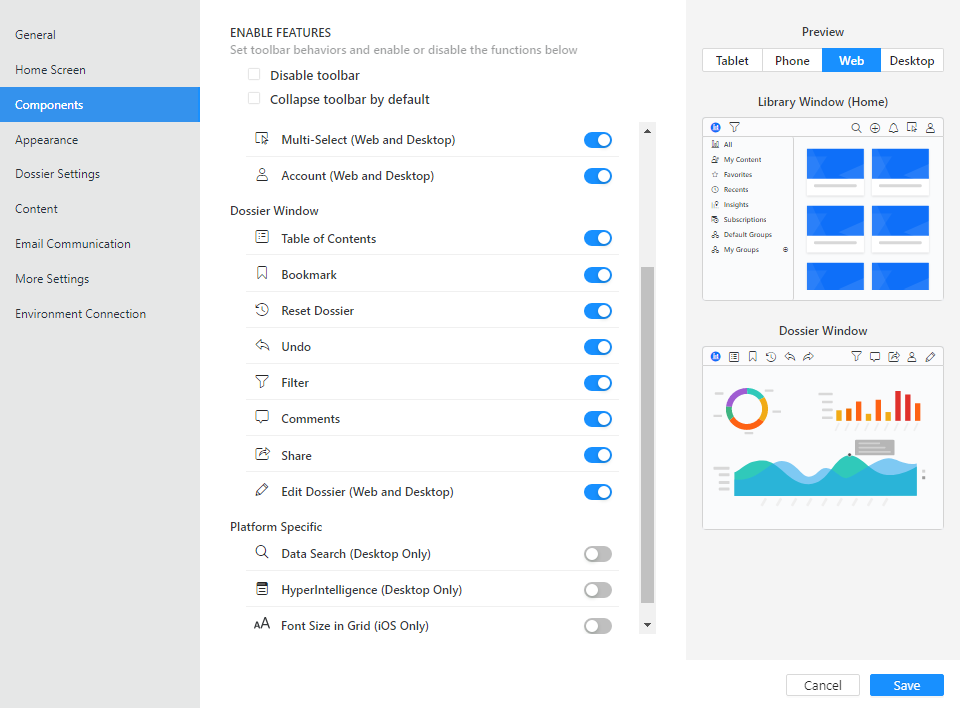 General
Home Screen
Components
Appearance
Dossier Settings
Content
Email Communication
More Settings
Environment Connection
ENABLE FEATURES
Set toolbar behaviors and enable or disable the functions below
Disable toolbar
Collapse toolbar by default
Multi-Select (Web and Desktop)
Account (Web and Desktop)
Dossier Window
Table of Contents
Bookmark
Reset Dossier
Undo
Filter
Comments
Share
Edit Dossier (Web and Desktop)
Platform Specific
Data Search (Desktop Only)
HyperIntelligence (Desktop Only)
AA Font Size in Grid (iOS Only)
Preview
Tablet Phone Web Desktop
Library Window (Home)
All
My Content
Favorites
Recents
Insights
Subscriptions
Default Groups
My Groups
Dossier Window
Cancel Save